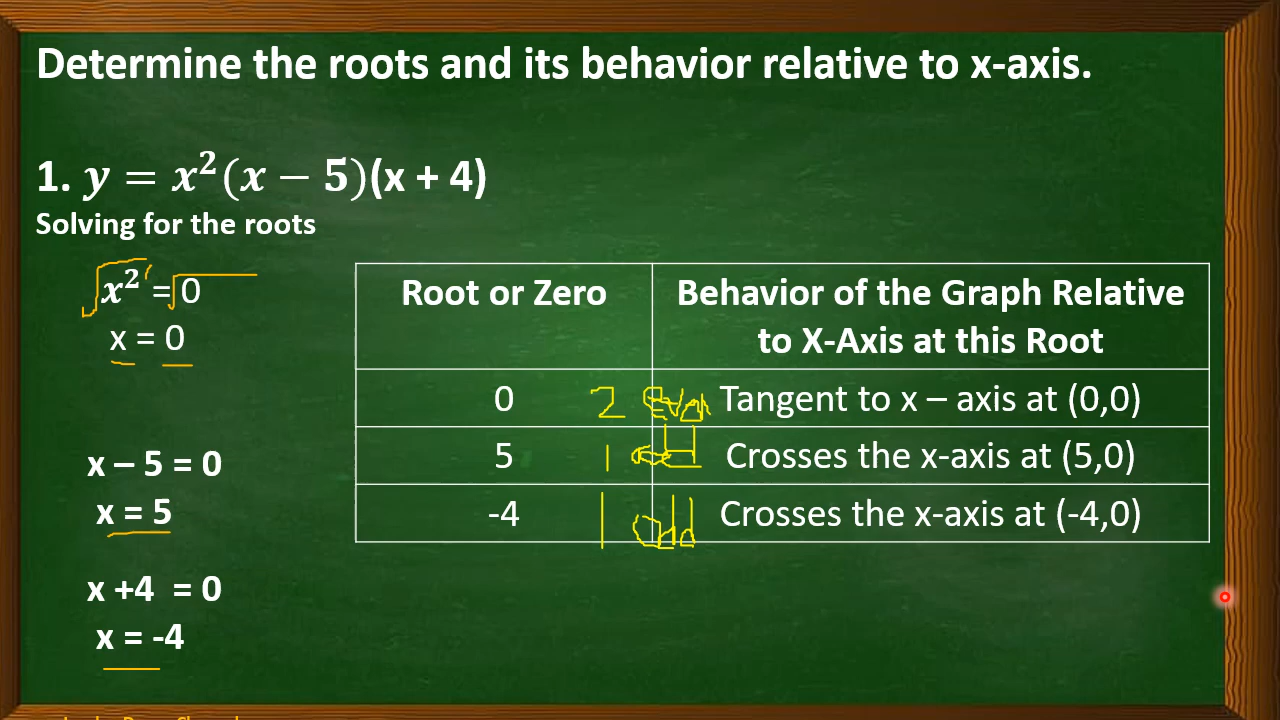 Determine the roots and its behavior relative to x-axis.
1. y = x²(x − 5)(x + 4)
Solving for the roots
√x² = √0
x = 0
x – 5 = 0
x = 5
x +4 = 0
x = -4
Root or Zero Behavior of the Graph Relative
to X-Axis at this Root
0 2 Even Tangent to x – axis at (0,0)
5 1 odd Crosses the x-axis at (5,0)
-4 1 odd Crosses the x-axis at (-4,0)